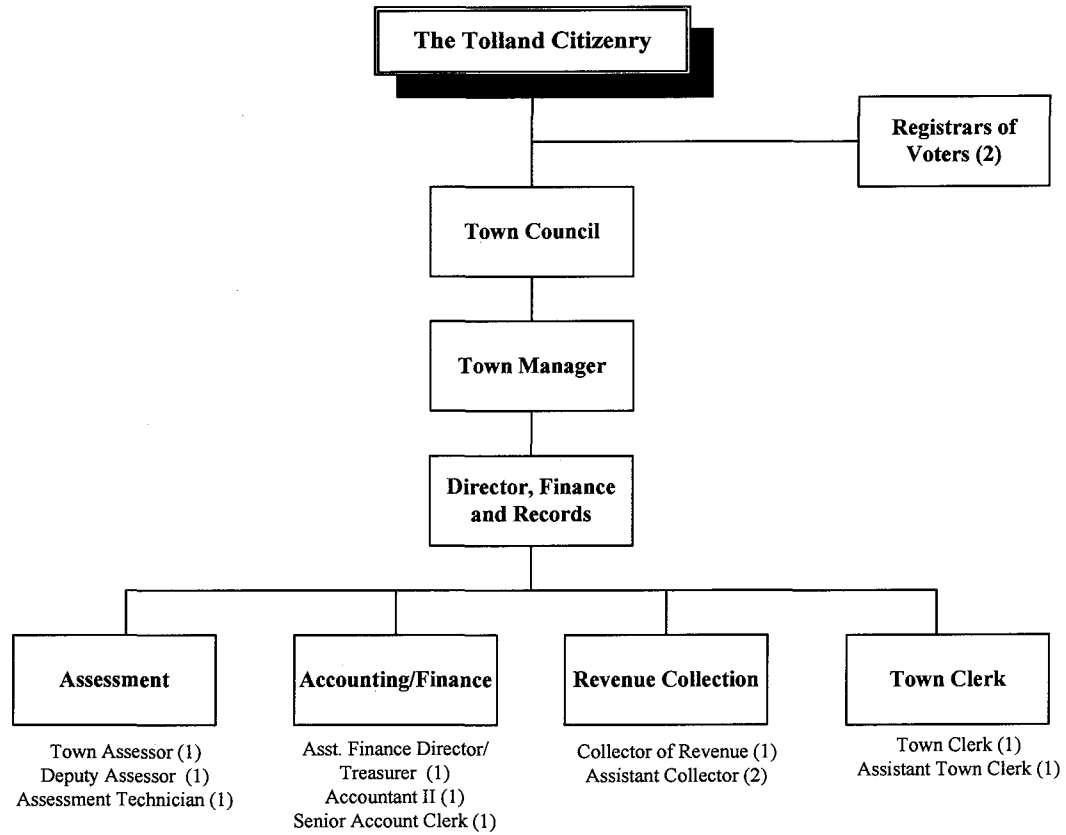 The Tolland Citizenry
Registrars of
Voters (2)
Town Council
Town Manager
Director, Finance
and Records
Assessment
Town Assessor (1)
Deputy Assessor (1)
Assessment Technician (1)
Accounting/Finance
Asst. Finance Director/
Treasurer (1)
Accountant II (1)
Senior Account Clerk (1)
Revenue Collection
Collector of Revenue (1)
Assistant Collector (2)
Town Clerk
Town Clerk (1)
Assistant Town Clerk (1)